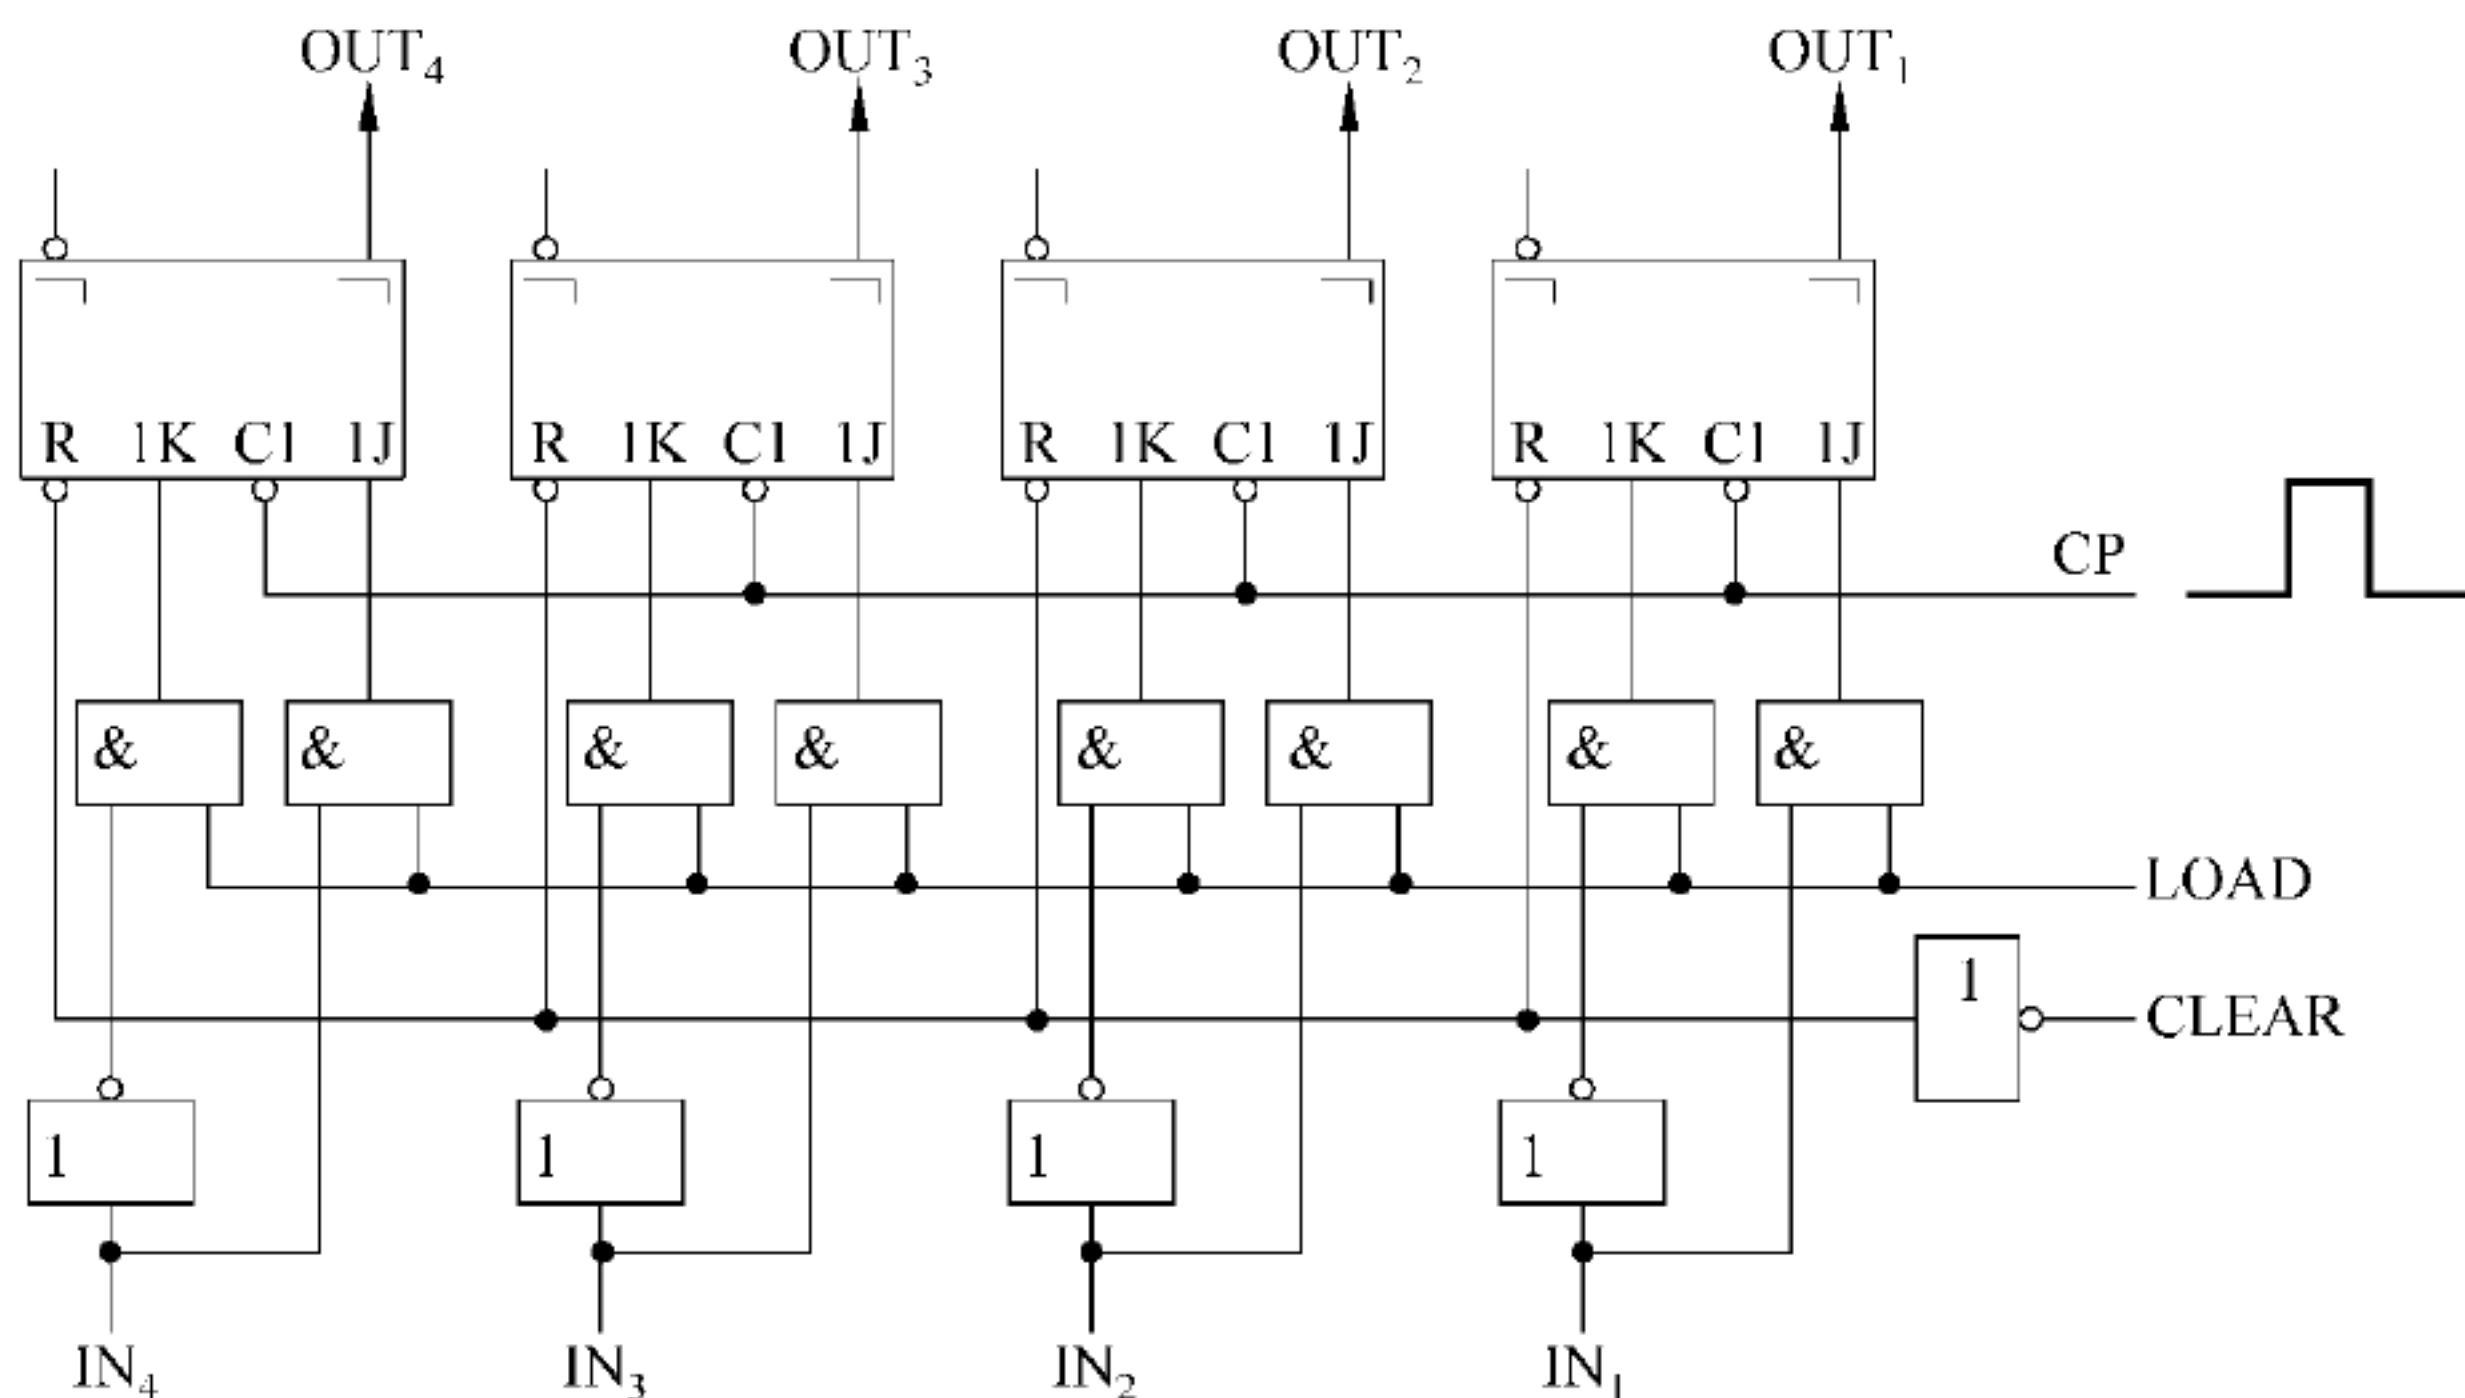 OUT₄ OUT₃ OUT₂ OUT₁
R 1K C1 1J R 1K C1 1J R 1K C1 1J R 1K C1 1J
CP
& & & & & & & &
LOAD
1
CLEAR
1 1 1 1
IN₄ IN₃ IN₂ IN₁